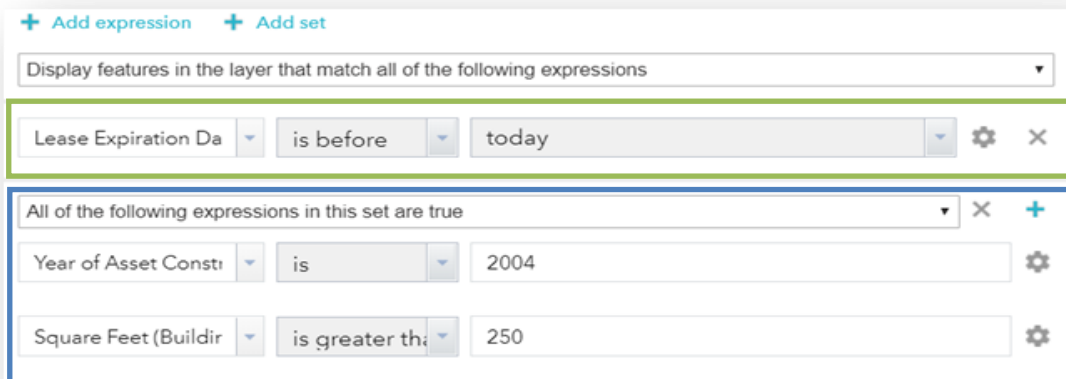 + Add expression + Add set
Display features in the layer that match all of the following expressions
Lease Expiration Da is before today
All of the following expressions in this set are true
Year of Asset Constr is 2004
Square Feet (Buildin is greater tha 250